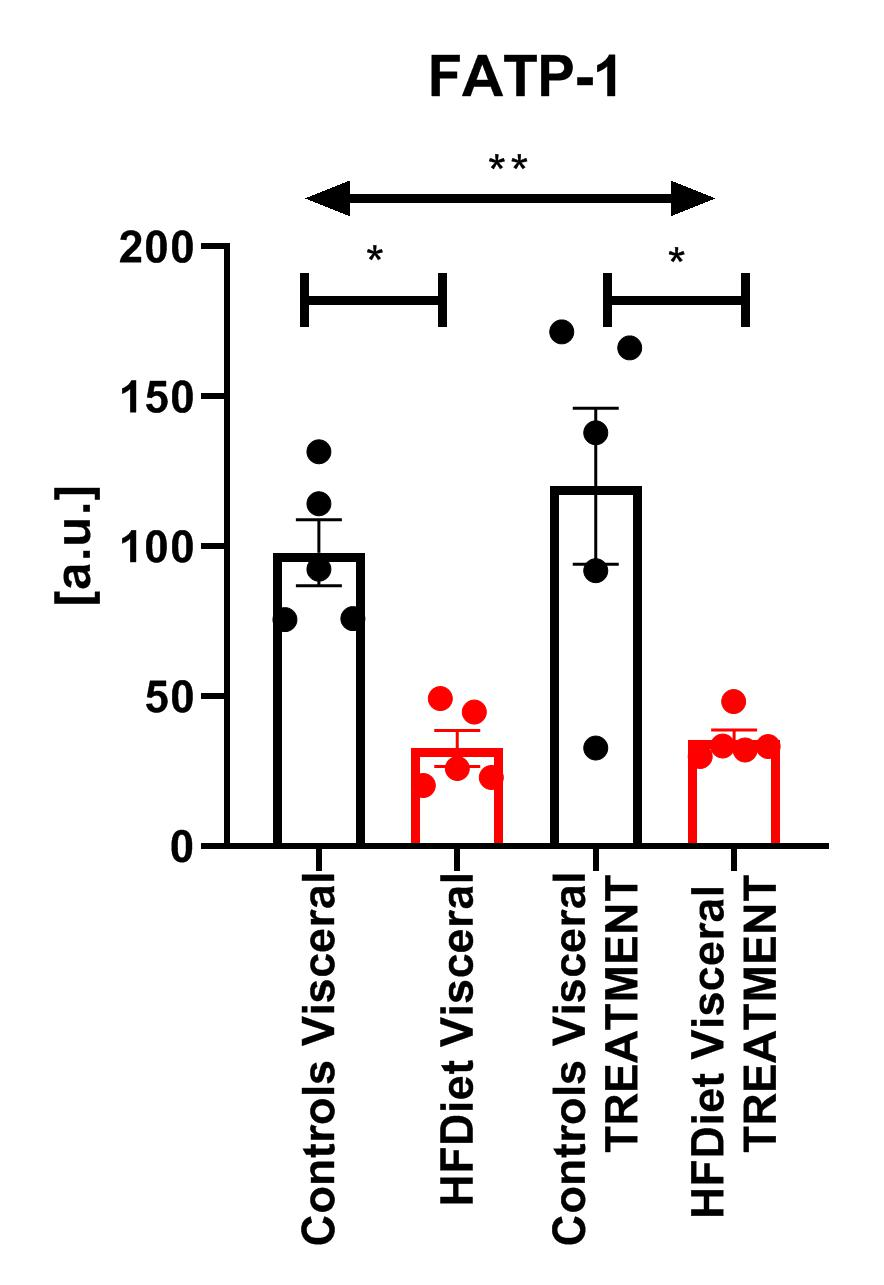 FATP-1
**
*
*
200
150
100
50
0
[a.u.]
Controls Visceral
HFDiet Visceral
Controls Visceral
TREATMENT
HFDiet Visceral
TREATMENT